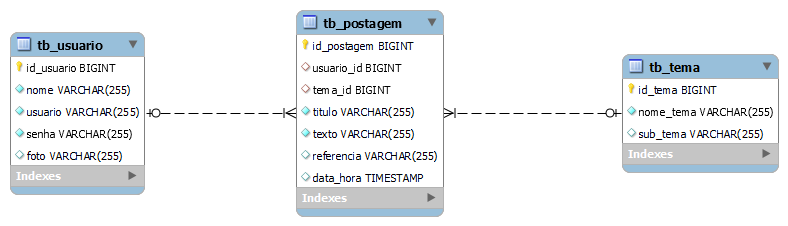 tb_usuario
id_usuario BIGINT
nome VARCHAR(255)
usuario VARCHAR(255)
senha VARCHAR(255)
foto VARCHAR(255)
Indexes
tb_postagem
id_postagem BIGINT
usuario_id BIGINT
tema_id BIGINT
titulo VARCHAR(255)
texto VARCHAR(255)
referencia VARCHAR(255)
data_hora TIMESTAMP
Indexes
tb_tema
id_tema BIGINT
nome_tema VARCHAR(255)
sub_tema VARCHAR(255)
Indexes